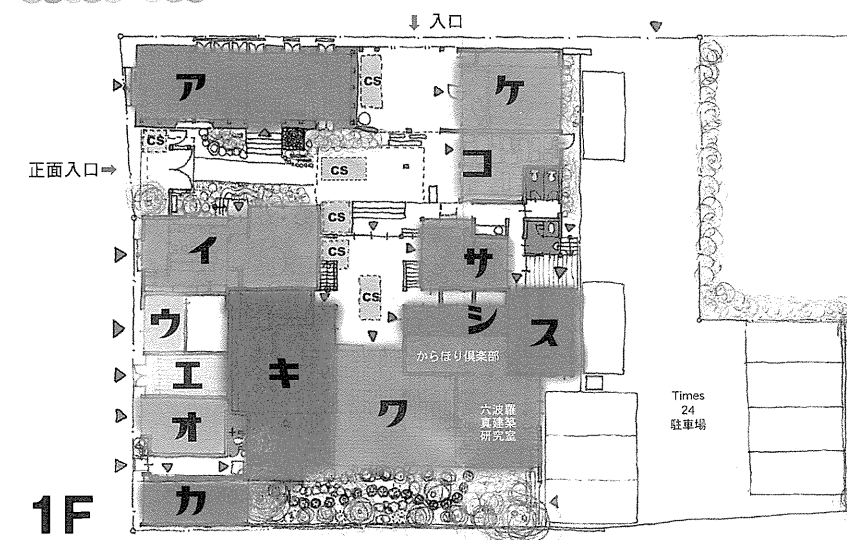 入口
ア
CS
ケ
CS
コ
正面入口
CS
CS
イ
CS
サ
CS
ウ
シ
ス
からほり倶楽部
エ
キ
オ
ク
六波羅
真建築
研究室
Times
24
駐車場
カ
1F